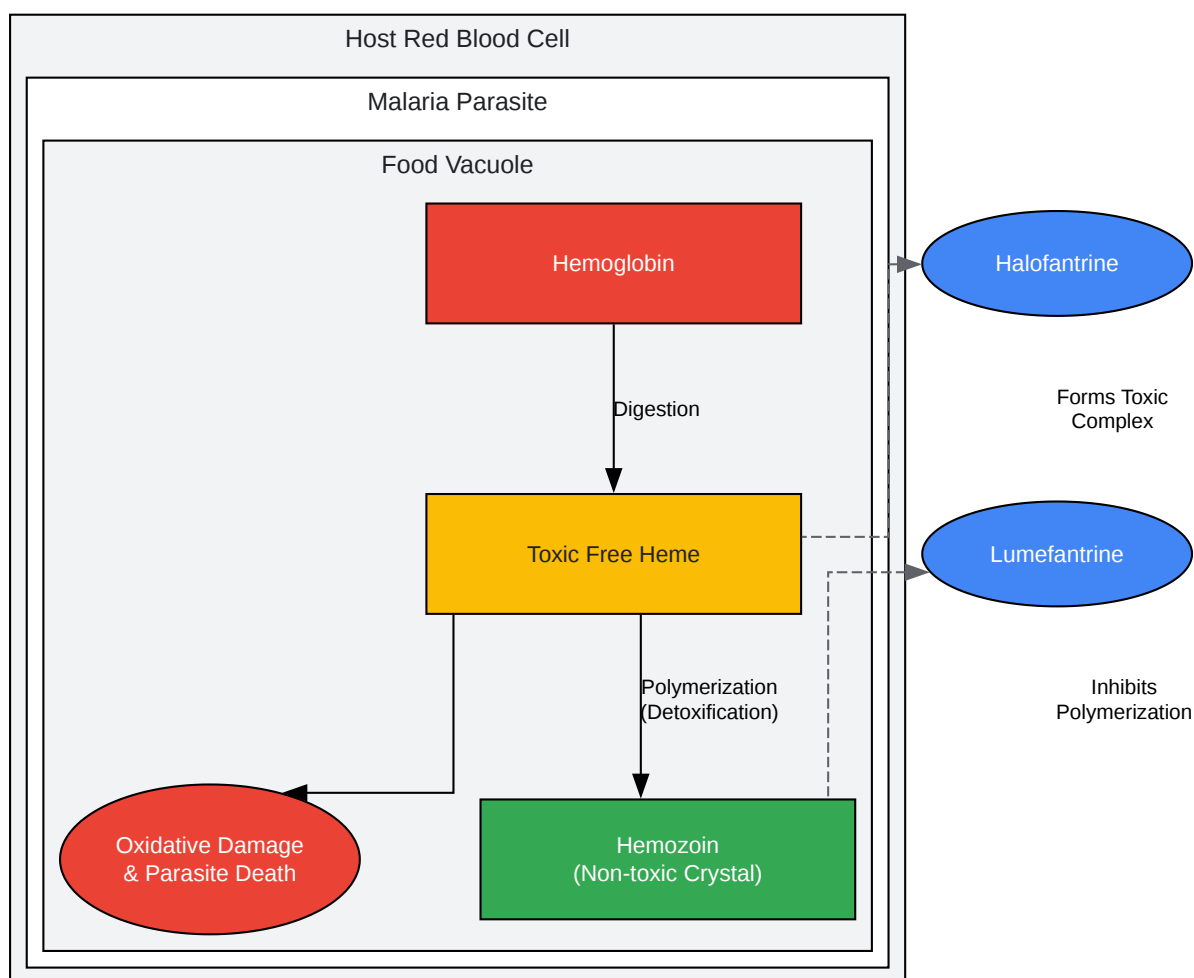 Host Red Blood Cell
Malaria Parasite
Food Vacuole
Hemoglobin
Halofantrine
Digestion
Forms Toxic
Complex
Toxic Free Heme
Lumefantrine
Polymerization
(Detoxification)
Inhibits
Polymerization
Oxidative Damage
& Parasite Death
Hemozoin
(Non-toxic Crystal)